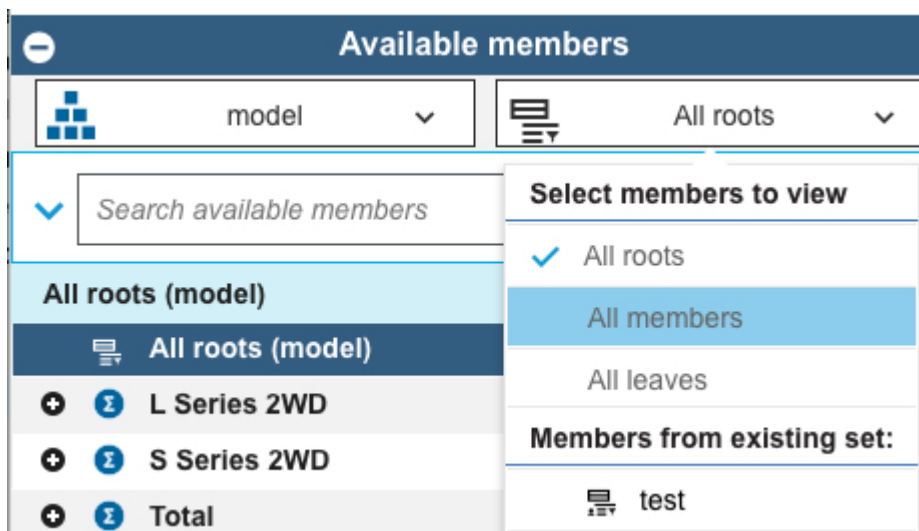 Available members
model
All roots
Search available members
Select members to view
All roots
All members
All leaves
Members from existing set:
test
All roots (model)
All roots (model)
Σ L Series 2WD
Σ S Series 2WD
Σ Total